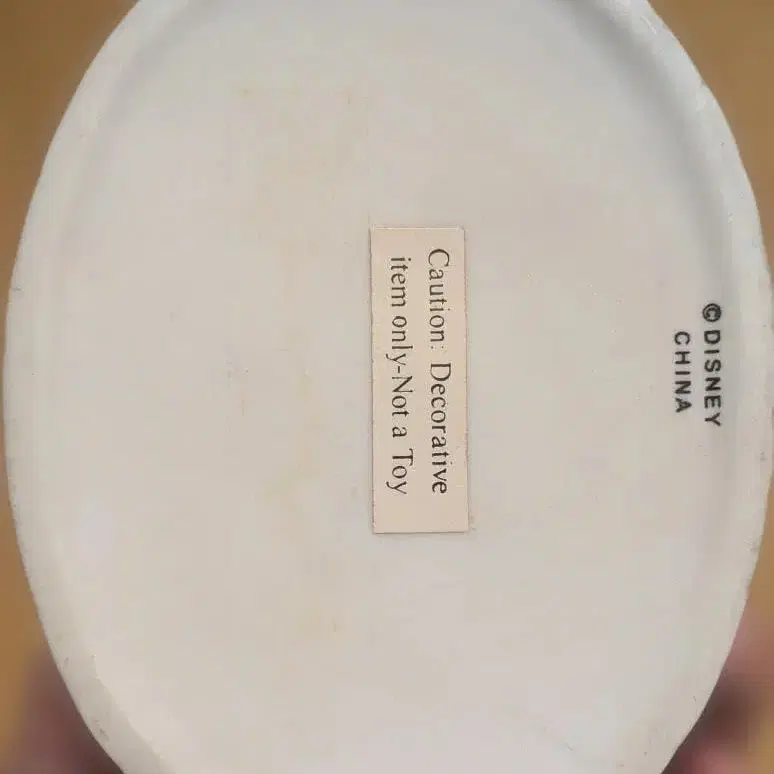 ©DISNEY
CHINA
Caution: Decorative
item only-Not a Toy